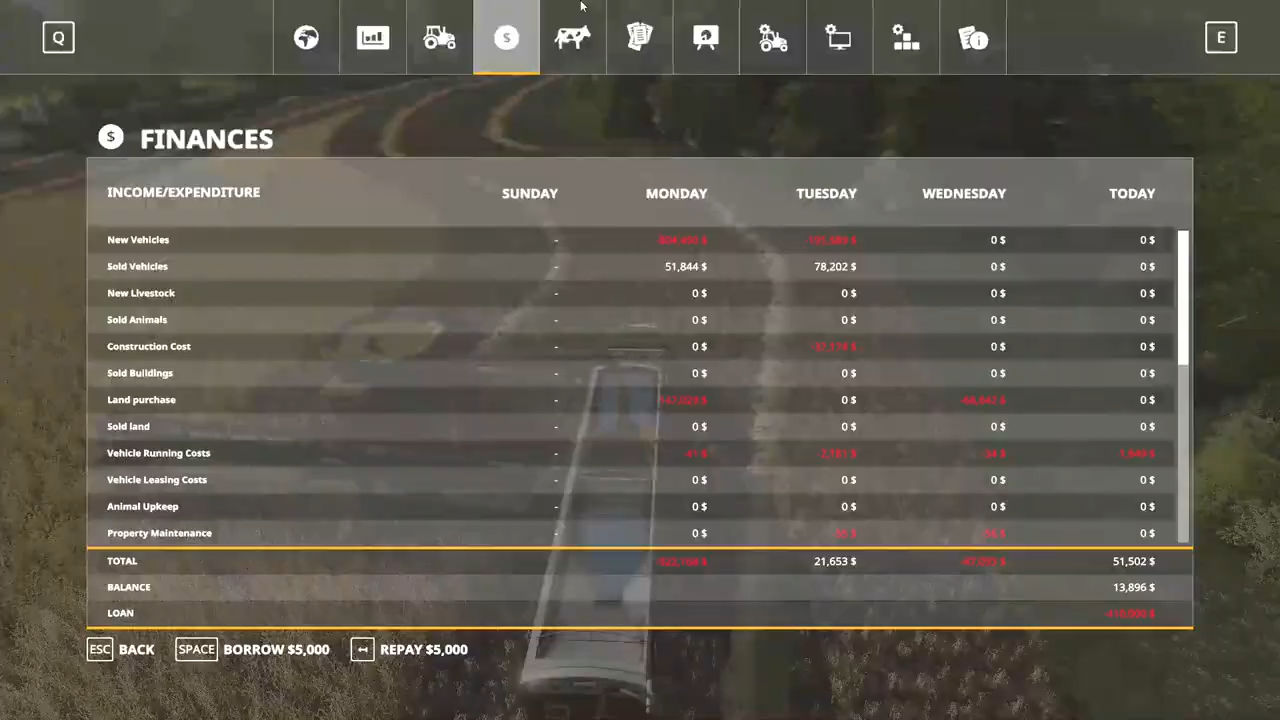 Q
E
$ FINANCES
INCOME/EXPENDITURE SUNDAY MONDAY TUESDAY WEDNESDAY TODAY
New Vehicles - 0 $ 0 $
Sold Vehicles - 51,844 $ 78,202 $ 0 $ 0 $
New Livestock - 0 $ 0 $ 0 $ 0 $
Sold Animals - 0 $ 0 $ 0 $ 0 $
Construction Cost - 0 $ 0 $ 0 $
Sold Buildings - 0 $ 0 $ 0 $ 0 $
Land purchase - 0 $ 0 $
Sold land - 0 $ 0 $ 0 $ 0 $
Vehicle Running Costs -
Vehicle Leasing Costs - 0 $ 0 $ 0 $ 0 $
Animal Upkeep - 0 $ 0 $ 0 $ 0 $
Property Maintenance - 0 $ 0 $
TOTAL 21,653 $ 51,502 $
BALANCE 13,896 $
LOAN
ESC BACK SPACE BORROW $5,000 REPAY $5,000